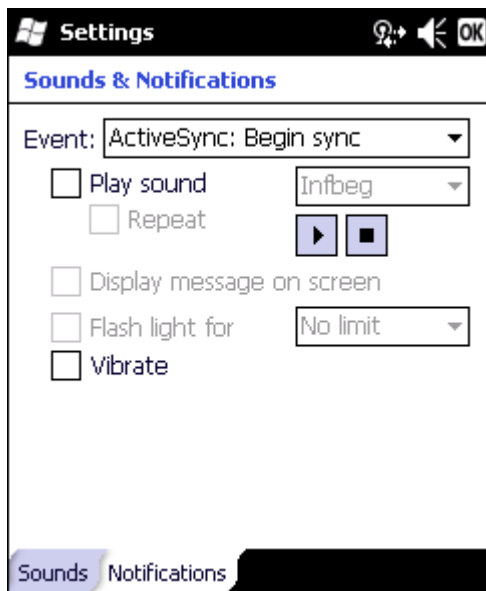 Settings OK
Sounds & Notifications
Event: ActiveSync: Begin sync
Play sound Infbeg
Repeat
Display message on screen
Flash light for No limit
Vibrate
Sounds Notifications